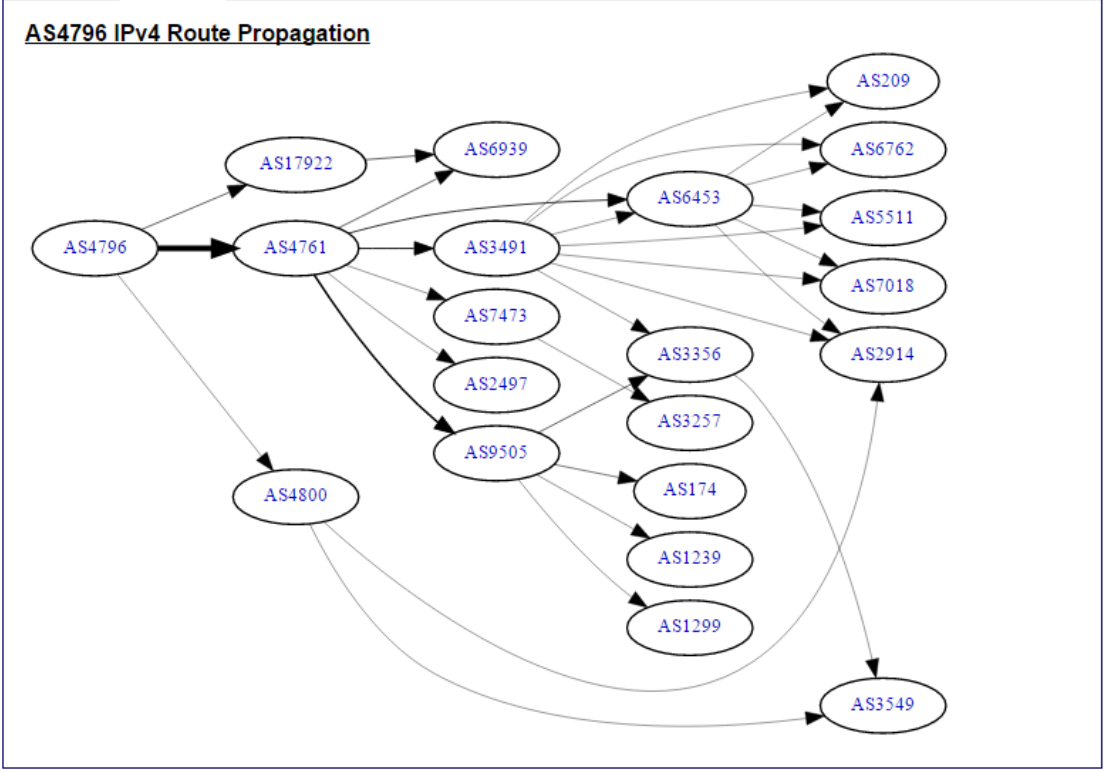 AS4796 IPv4 Route Propagation
AS209
AS17922
AS6939
AS6762
AS6453
AS5511
AS4796
AS4761
AS3491
AS7018
AS7473
AS3356
AS2914
AS2497
AS3257
AS9505
AS174
AS4800
AS1239
AS1299
AS3549